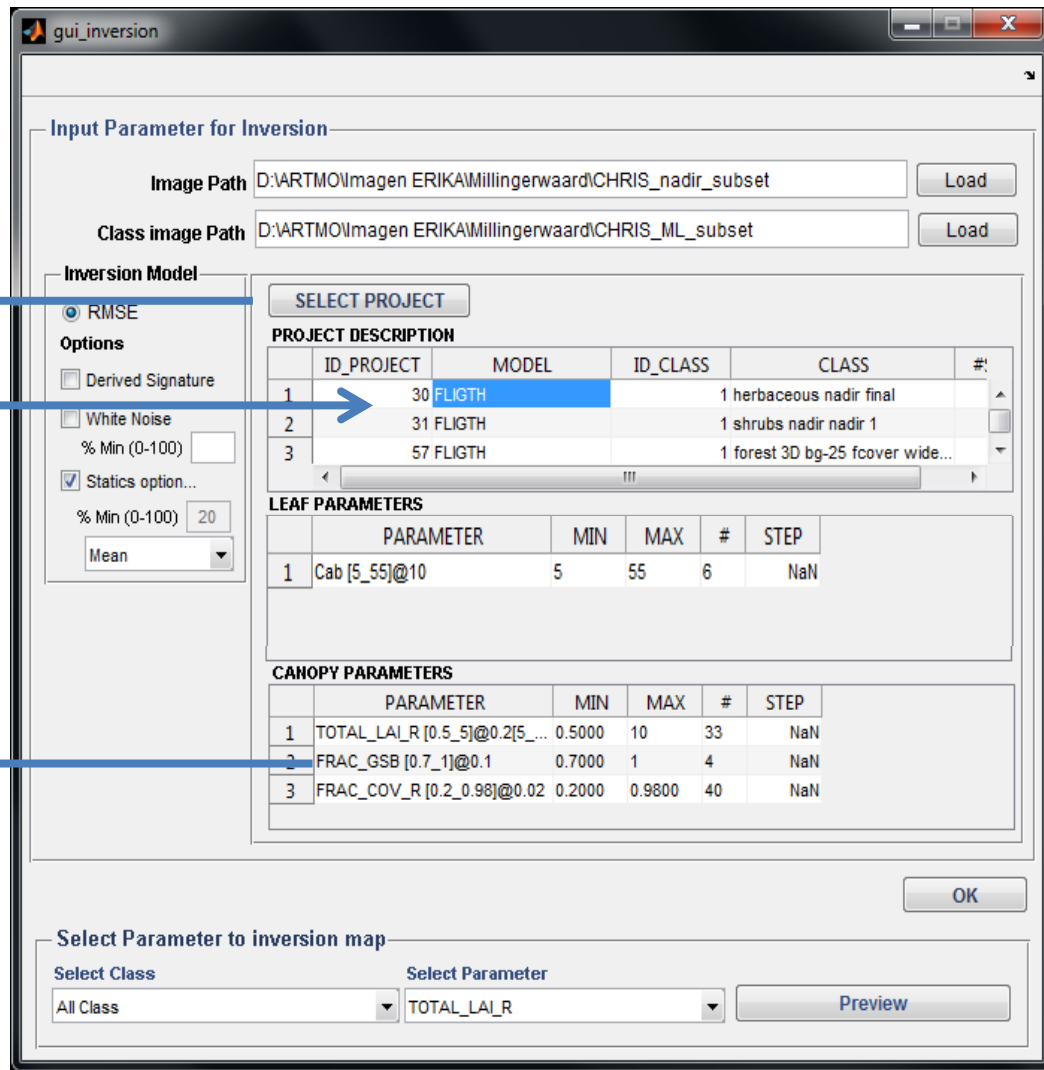 gui_inversion
Input Parameter for Inversion
Image Path D:\ARTMO\Imagen ERIKA\Millingerwaard\CHRIS_nadir_subset Load
Class image Path D:\ARTMO\Imagen ERIKA\Millingerwaard\CHRIS_ML_subset Load
Inversion Model
RMSE
Options
Derived Signature
White Noise
% Min (0-100)
Statics option...
% Min (0-100) 20
Mean
SELECT PROJECT
PROJECT DESCRIPTION
ID_PROJECT MODEL ID_CLASS CLASS #
1 30 FLIGTH 1 herbaceous nadir final
2 31 FLIGTH 1 shrubs nadir nadir 1
3 57 FLIGTH 1 forest 3D bg-25 fcover wide...
LEAF PARAMETERS
PARAMETER MIN MAX # STEP
1 Cab [5_55]@10 5 55 6 NaN
CANOPY PARAMETERS
PARAMETER MIN MAX # STEP
1 TOTAL_LAI_R [0.5_5]@0.2[5_... 0.5000 10 33 NaN
2 FRAC_GSB [0.7_1]@0.1 0.7000 1 4 NaN
3 FRAC_COV_R [0.2_0.98]@0.02 0.2000 0.9800 40 NaN
OK
Select Parameter to inversion map
Select Class Select Parameter
All Class TOTAL_LAI_R Preview